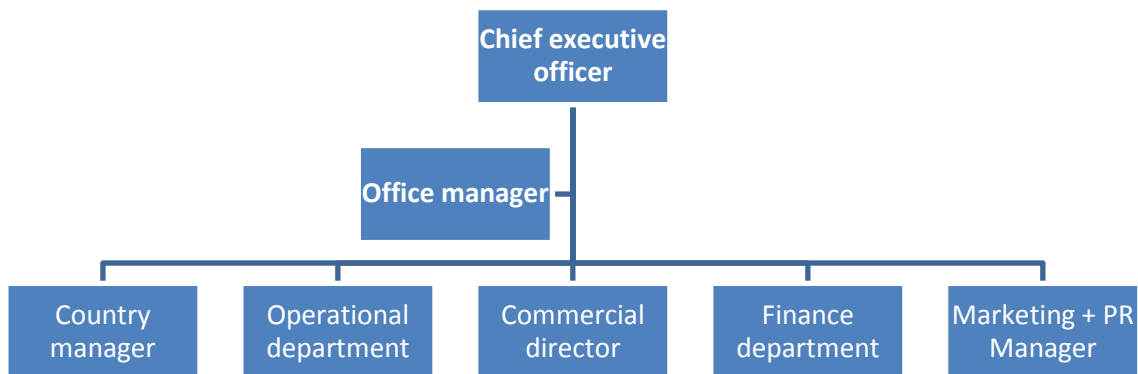 Chief executive
officer
Office manager
Country
manager
Operational
department
Commercial
director
Finance
department
Marketing + PR
Manager